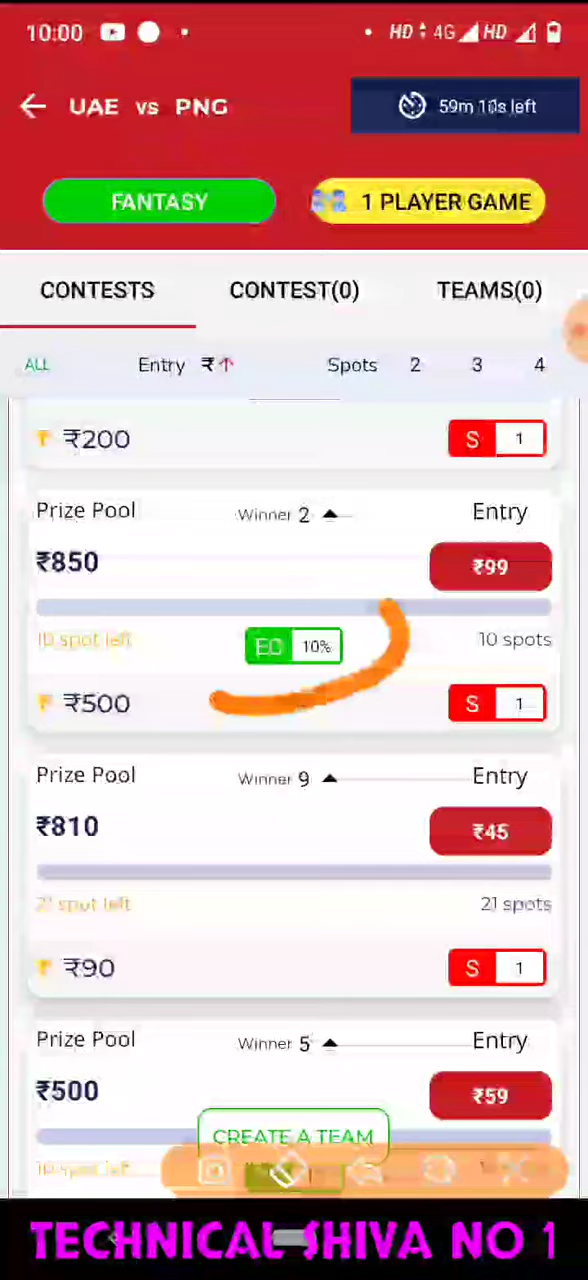 10:00 HD 4G HD
UAE vs PNG 59m 10s left
FANTASY 1 PLAYER GAME
CONTESTS CONTEST(0) TEAMS(0)
ALL Entry ₹↑ Spots 2 3 4
₹200 S 1
Prize Pool Winner 2 Entry
₹850 ₹99
10 spot left 10% 10 spots
₹500 S 1
Prize Pool Winner 9 Entry
₹810 ₹45
21 spot left 21 spots
₹90 S 1
Prize Pool Winner 5 Entry
₹500 ₹59
CREATE A TEAM
10 spot left
TECHNICAL SHIVA NO 1